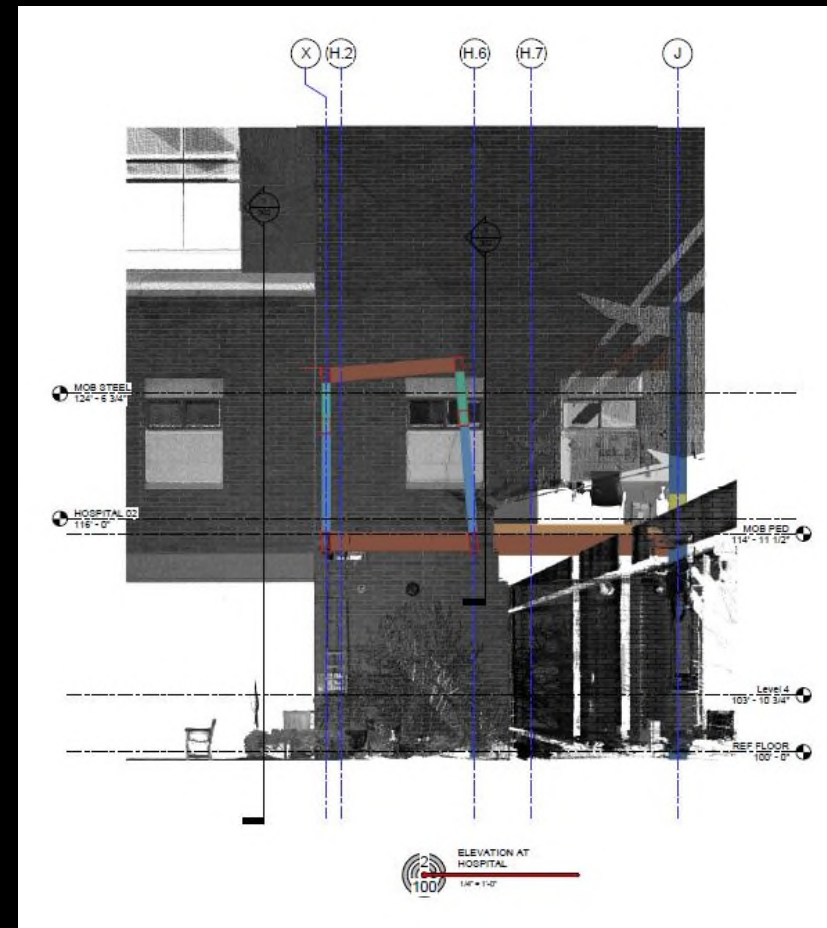 X
H.2
H.6
H.7
J
MOB STEEL
124' - 6 3/4"
HOSPITAL 02
116' - 0"
MOB PED
114' - 11 1/2"
Level 4
103' - 10 3/4"
REF FLOOR
100' - 0"
2
100
ELEVATION AT
HOSPITAL
1/4" = 1'-0"